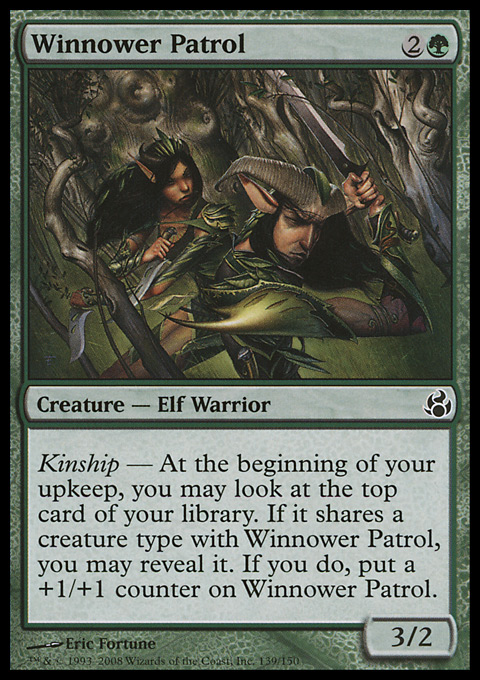 Winnower Patrol 2
Creature — Elf Warrior
Kinship — At the beginning of your
upkeep, you may look at the top
card of your library. If it shares a
creature type with Winnower Patrol,
you may reveal it. If you do, put a
+1/+1 counter on Winnower Patrol.
Eric Fortune
™ & © 1993–2008 Wizards of the Coast, Inc. 139/150
3/2